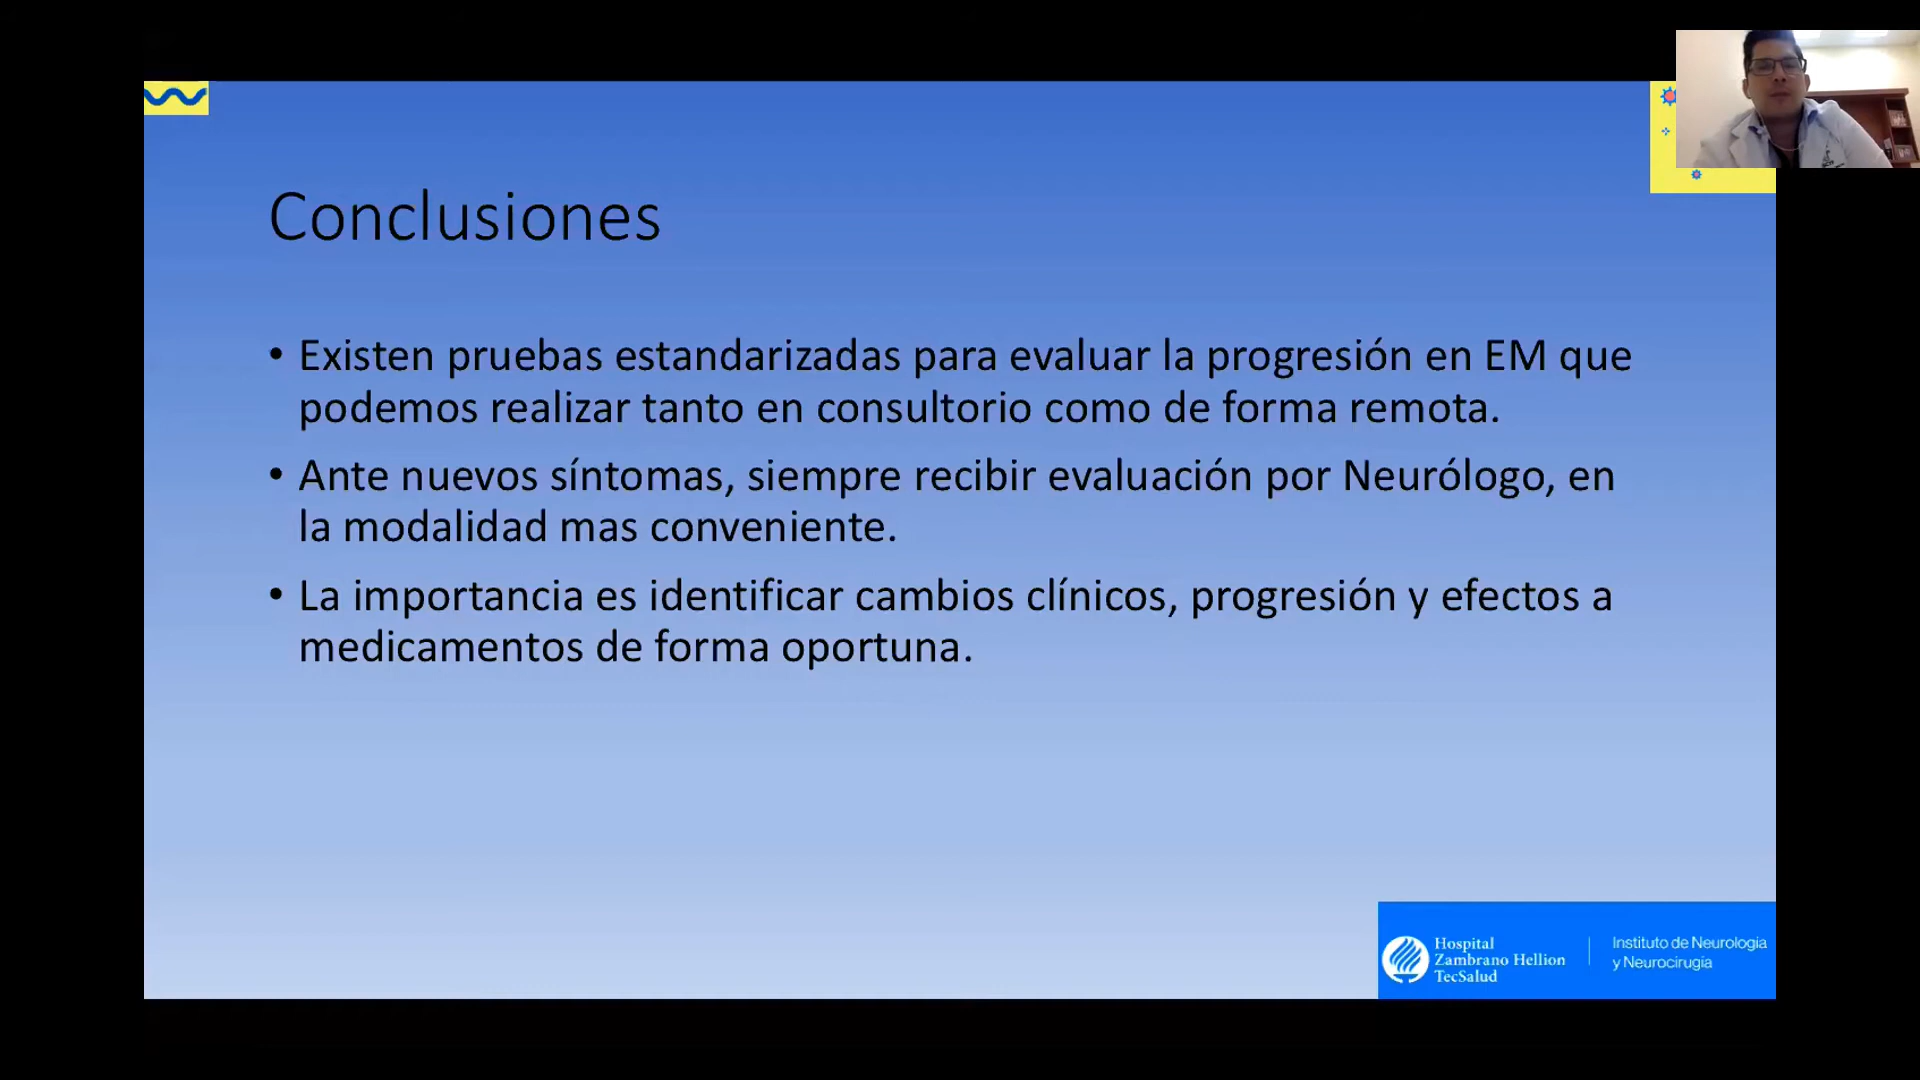 Conclusiones
• Existen pruebas estandarizadas para evaluar la progresión en EM que
podemos realizar tanto en consultorio como de forma remota.
• Ante nuevos síntomas, siempre recibir evaluación por Neurólogo, en
la modalidad mas conveniente.
• La importancia es identificar cambios clínicos, progresión y efectos a
medicamentos de forma oportuna.
Hospital
Zambrano Hellion
TecSalud
Instituto de Neurología
y Neurocirugía